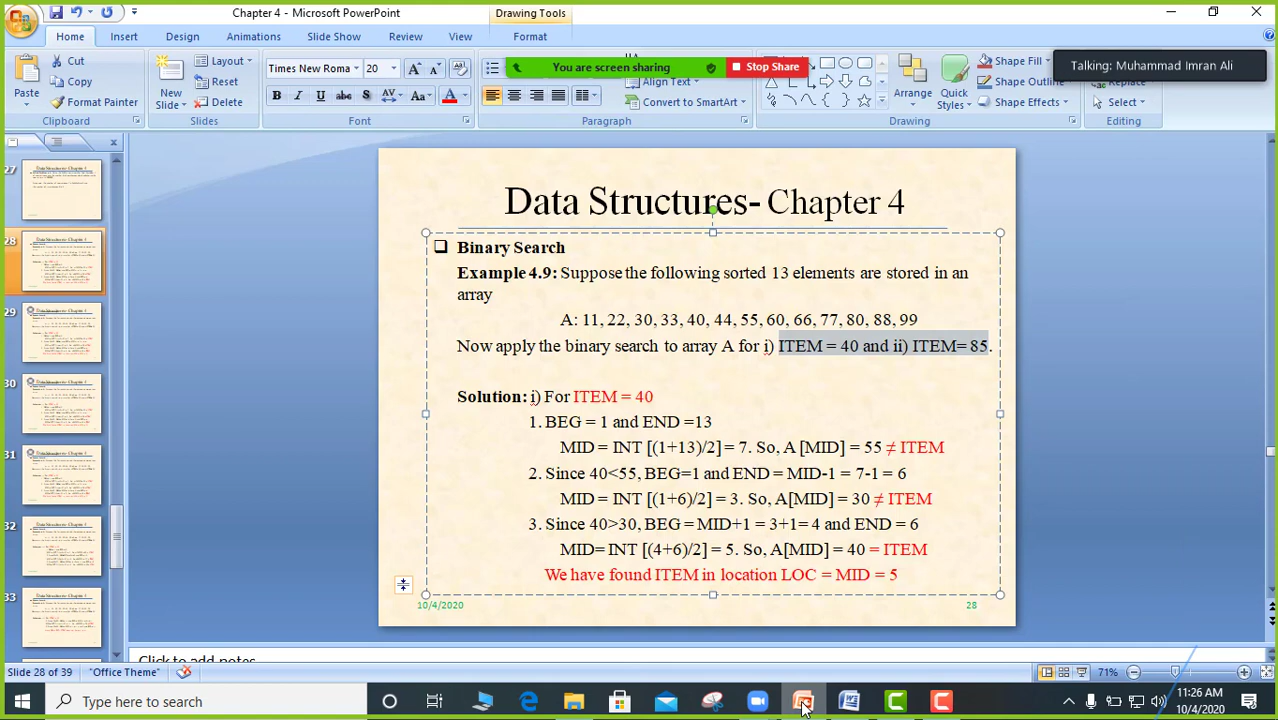 Chapter 4 - Microsoft PowerPoint
Drawing Tools
Home
Insert
Design
Animations
Slide Show
Review
View
Format
Paste
Cut
Copy
Format Painter
Clipboard
New
Slide
Layout
Reset
Delete
Slides
Times New Roma
20
B I U abe S AV Aa A
Font
You are screen sharing
Stop Share
Align Text
Convert to SmartArt
Paragraph
Arrange
Quick
Styles
Shape Fill
Shape Outline
Shape Effects
Drawing
Talking: Muhammad Imran Ali
Replace
Select
Editing
27
28
29
30
31
32
33
Data Structures- Chapter 4
Binary Search
Example 4.9: Suppose the following sorted 13 elements are stored in an
array
A: 11, 22, 30, 33, 40, 44, 55, 60, 66, 77, 80, 88, 99
Now apply the binary search to array A for i) ITEM = 40 and ii) ITEM= 85.
Solution: i) For ITEM = 40
1. BEG = 1 and END =13
MID = INT [(1+13)/2] = 7. So, A [MID] = 55 ≠ ITEM
2. Since 40<55, BEG=1 and END = MID-1 = 7-1 = 6
MID = INT [(1+6)/2] = 3. So, A[MID] = 30 ≠ ITEM
3. Since 40>30, BEG = MID+1 = 3+1= 4 and END = 6
MID= INT [(4+6)/2] = 5. So, A[MID] = 40 = ITEM
We have found ITEM in location LOC = MID = 5
10/4/2020
28
Click to add notes
Slide 28 of 39
"Office Theme"
71%
Type here to search
11:26 AM
10/4/2020